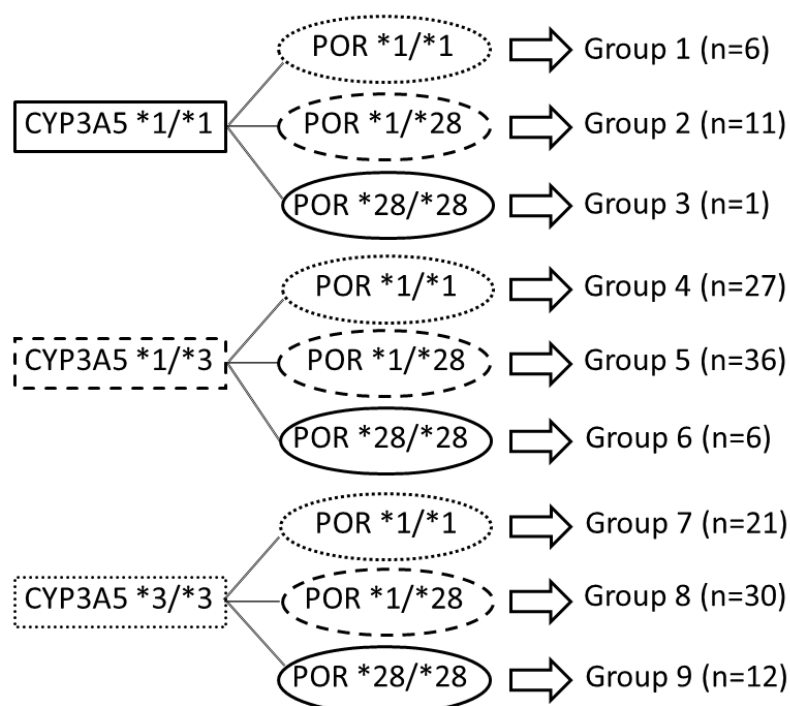 POR *1/*1 Group 1 (n=6)
CYP3A5 *1/*1 POR *1/*28 Group 2 (n=11)
POR *28/*28 Group 3 (n=1)
POR *1/*1 Group 4 (n=27)
CYP3A5 *1/*3 POR *1/*28 Group 5 (n=36)
POR *28/*28 Group 6 (n=6)
POR *1/*1 Group 7 (n=21)
CYP3A5 *3/*3 POR *1/*28 Group 8 (n=30)
POR *28/*28 Group 9 (n=12)